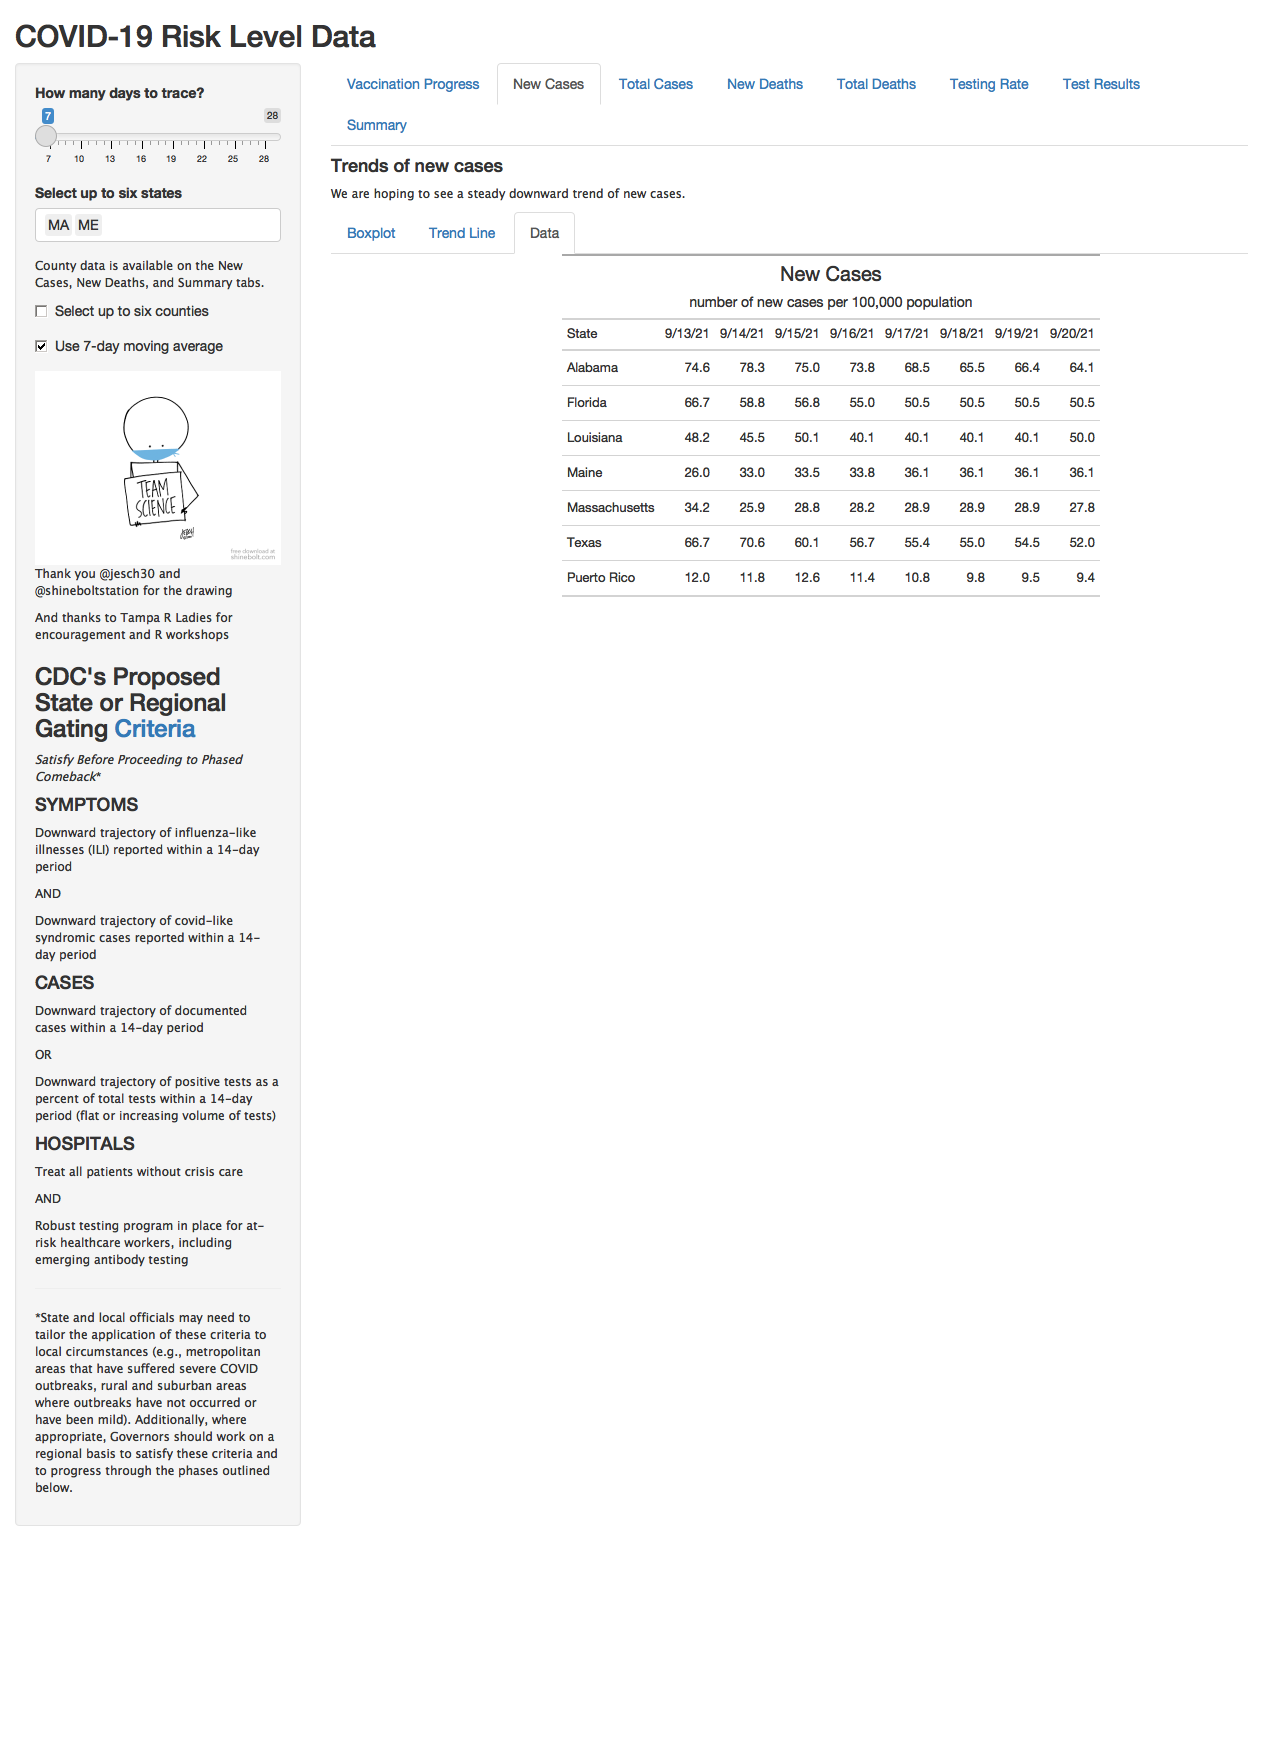 COVID-19 Risk Level Data
How many days to trace?
7 28
7 10 13 16 19 22 25 28
Select up to six states
MA ME
County data is available on the New
Cases, New Deaths, and Summary tabs.
Select up to six counties
Use 7-day moving average
TEAM
SCIENCE
free download at
shinebolt.com
Thank you @jesch30 and
@shineboltstation for the drawing
And thanks to Tampa R Ladies for
encouragement and R workshops
CDC's Proposed
State or Regional
Gating Criteria
Satisfy Before Proceeding to Phased
Comeback*
SYMPTOMS
Downward trajectory of influenza-like
illnesses (ILI) reported within a 14-day
period
AND
Downward trajectory of covid-like
syndromic cases reported within a 14-
day period
CASES
Downward trajectory of documented
cases within a 14-day period
OR
Downward trajectory of positive tests as a
percent of total tests within a 14-day
period (flat or increasing volume of tests)
HOSPITALS
Treat all patients without crisis care
AND
Robust testing program in place for at-
risk healthcare workers, including
emerging antibody testing
*State and local officials may need to
tailor the application of these criteria to
local circumstances (e.g., metropolitan
areas that have suffered severe COVID
outbreaks, rural and suburban areas
where outbreaks have not occurred or
have been mild). Additionally, where
appropriate, Governors should work on a
regional basis to satisfy these criteria and
to progress through the phases outlined
below.
Vaccination Progress New Cases Total Cases New Deaths Total Deaths Testing Rate Test Results
Summary
Trends of new cases
We are hoping to see a steady downward trend of new cases.
Boxplot Trend Line Data
New Cases
number of new cases per 100,000 population
State 9/13/21 9/14/21 9/15/21 9/16/21 9/17/21 9/18/21 9/19/21 9/20/21
Alabama 74.6 78.3 75.0 73.8 68.5 65.5 66.4 64.1
Florida 66.7 58.8 56.8 55.0 50.5 50.5 50.5 50.5
Louisiana 48.2 45.5 50.1 40.1 40.1 40.1 40.1 50.0
Maine 26.0 33.0 33.5 33.8 36.1 36.1 36.1 36.1
Massachusetts 34.2 25.9 28.8 28.2 28.9 28.9 28.9 27.8
Texas 66.7 70.6 60.1 56.7 55.4 55.0 54.5 52.0
Puerto Rico 12.0 11.8 12.6 11.4 10.8 9.8 9.5 9.4